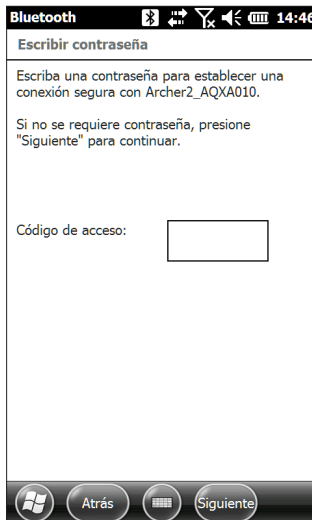 Bluetooth 14:46
Escribir contraseña
Escriba una contraseña para establecer una
conexión segura con Archer2_AQXA010.
Si no se requiere contraseña, presione
"Siguiente" para continuar.
Código de acceso:
Atrás Siguiente